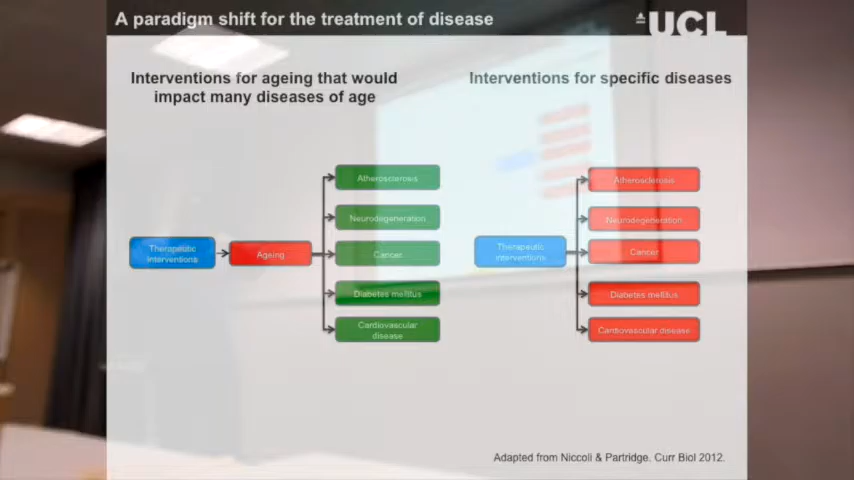 A paradigm shift for the treatment of disease
UCL
Interventions for ageing that would
impact many diseases of age
Interventions for specific diseases
Therapeutic
interventions
Ageing
Atherosclerosis
Neurodegeneration
Cancer
Diabetes mellitus
Cardiovascular
disease
Therapeutic
interventions
Atherosclerosis
Neurodegeneration
Cancer
Diabetes mellitus
Cardiovascular disease
Adapted from Niccoli & Partridge. Curr Biol 2012.